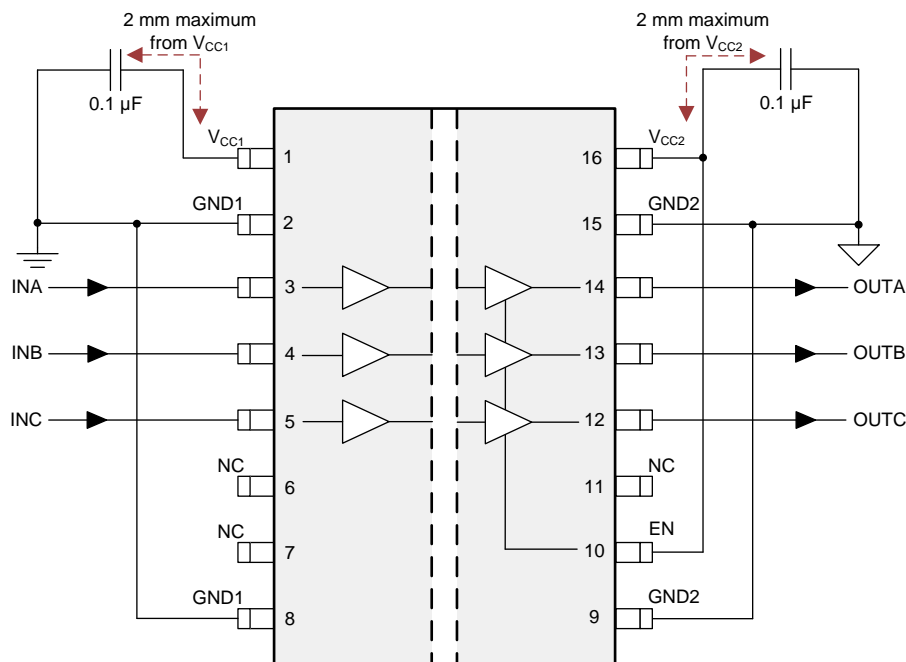 2 mm maximum
from VCC1
2 mm maximum
from VCC2
0.1 µF
0.1 µF
VCC1
1
16
VCC2
GND1
2
15
GND2
INA
3
14
OUTA
INB
4
13
OUTB
INC
5
12
OUTC
NC
6
11
NC
NC
7
10
EN
GND1
8
9
GND2